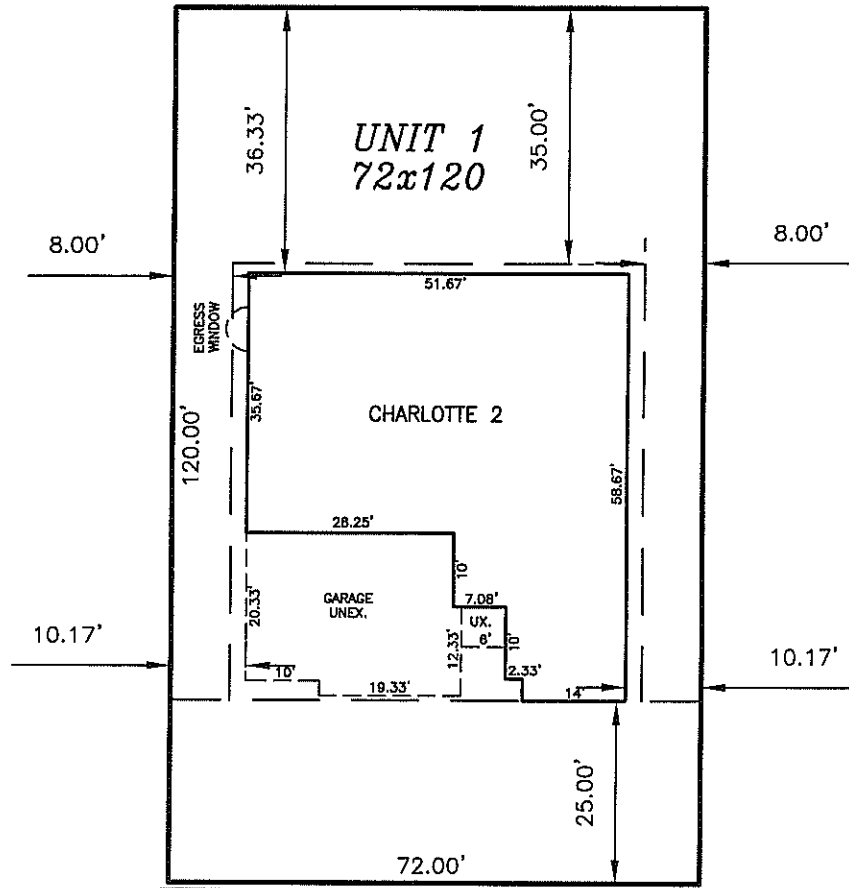 36.33'
35.00'
UNIT 1
72x120
8.00'
8.00'
51.67'
EGRESS
WINDOW
35.67'
CHARLOTTE 2
120.00'
58.67'
28.25'
10'
GARAGE
UNEX.
20.33'
7.08'
UX.
6'
10'
12.33'
10.17'
10.17'
10'
2.33'
19.33'
14'
25.00'
72.00'